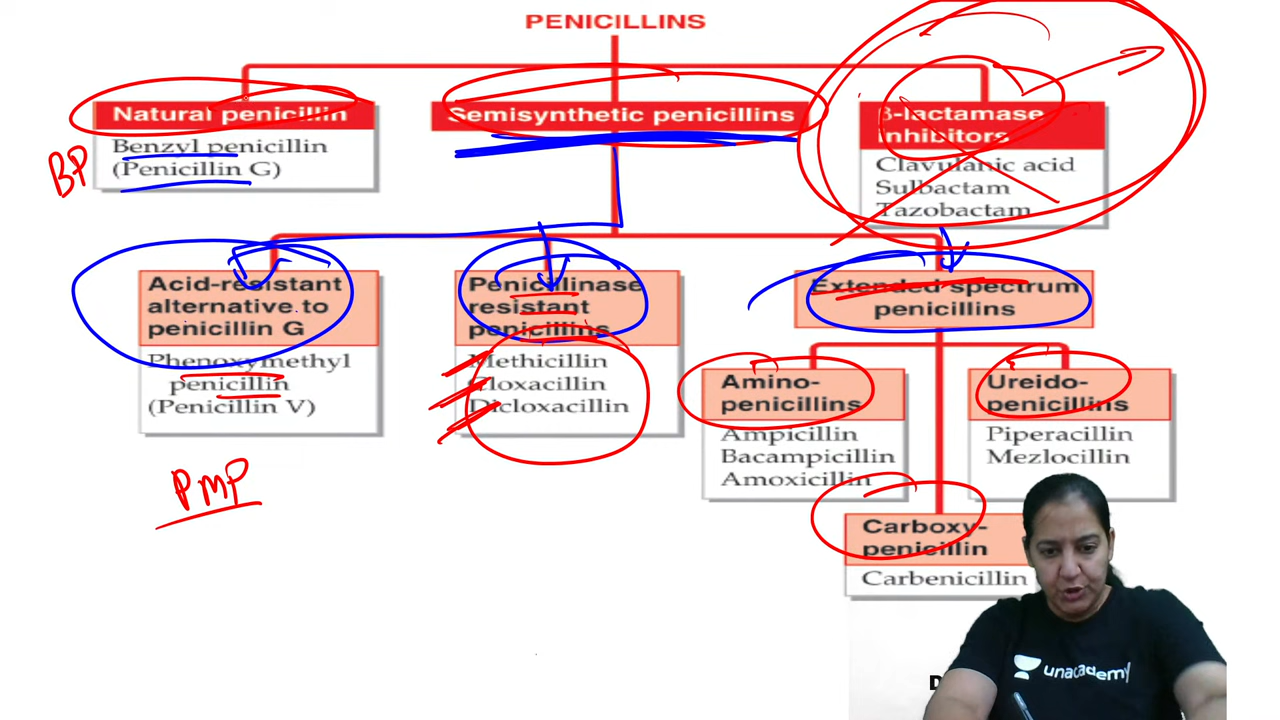 PENICILLINS
Natural penicillin
Benzyl penicillin
(Penicillin G)
BP
Semisynthetic penicillins
β-lactamase
inhibitors
Clavulanic acid
Sulbactam
Tazobactam
Acid-resistant
alternative to
penicillin G
Phenoxymethyl
penicillin
(Penicillin V)
PMP
Penicillinase
resistant
penicillins
Methicillin
Cloxacillin
Dicloxacillin
Extended spectrum
penicillins
Amino-
penicillins
Ampicillin
Bacampicillin
Amoxicillin
Ureido-
penicillins
Piperacillin
Mezlocillin
Carboxy-
penicillin
Carbenicillin
unacademy
D